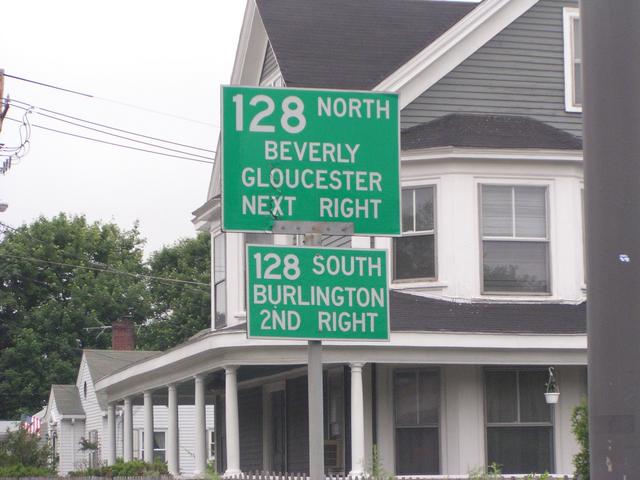 128 NORTH
BEVERLY
GLOUCESTER
NEXT RIGHT
128 SOUTH
BURLINGTON
2ND RIGHT